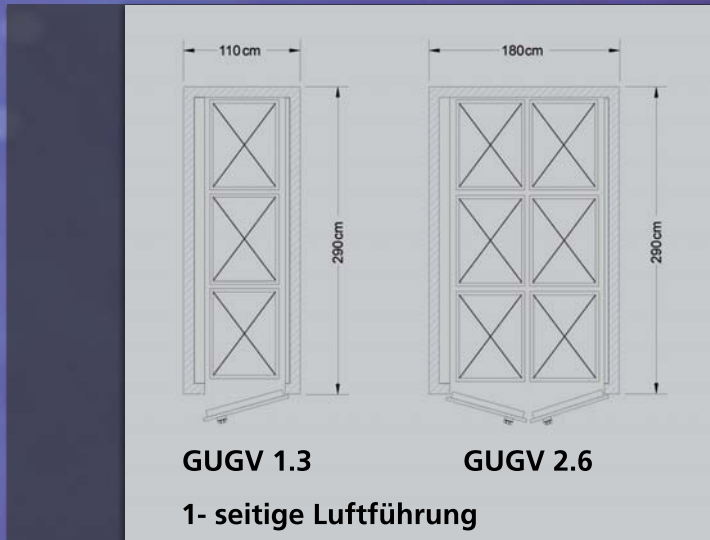 110cm 180cm
290cm 290cm
GUGV 1.3 GUGV 2.6
1- seitige Luftführung